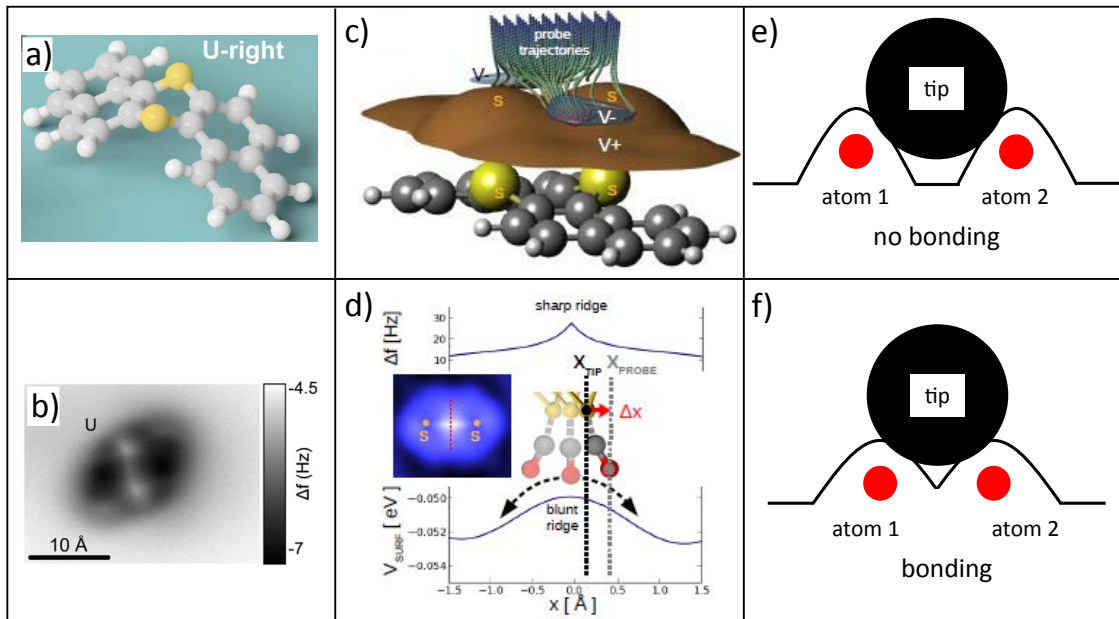 a)
U-right
b)
U
-4.5
Δf (Hz)
-7
10 Å
c)
probe
trajectories
V-
S
S
V-
V+
S
S
d)
sharp ridge
Δf [Hz]
30
20
10
X_TIP
X_PROBE
Δx
S
S
V_SURF [eV]
−0.050
−0.052
−0.054
blunt
ridge
−1.5
−1.0
−0.5
0.0
0.5
1.0
1.5
x [Å]
e)
tip
atom 1
atom 2
no bonding
f)
tip
atom 1
atom 2
bonding